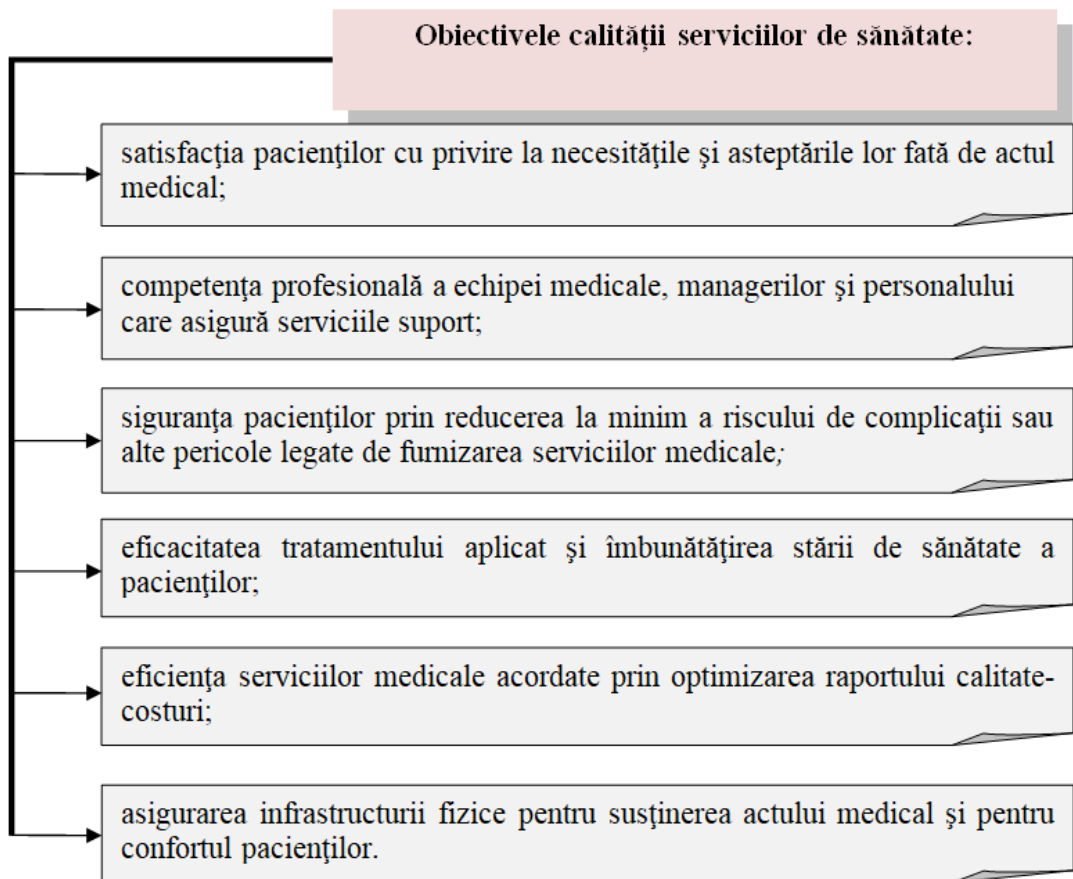 Obiectivele calității serviciilor de sănătate:
satisfacţia pacienţilor cu privire la necesităţile şi asteptările lor fată de actul
medical;
competenţa profesională a echipei medicale, managerilor şi personalului
care asigură serviciile suport;
siguranţa pacienţilor prin reducerea la minim a riscului de complicaţii sau
alte pericole legate de furnizarea serviciilor medicale;
eficacitatea tratamentului aplicat şi îmbunătăţirea stării de sănătate a
pacienţilor;
eficienţa serviciilor medicale acordate prin optimizarea raportului calitate-
costuri;
asigurarea infrastructurii fizice pentru susţinerea actului medical şi pentru
confortul pacienţilor.